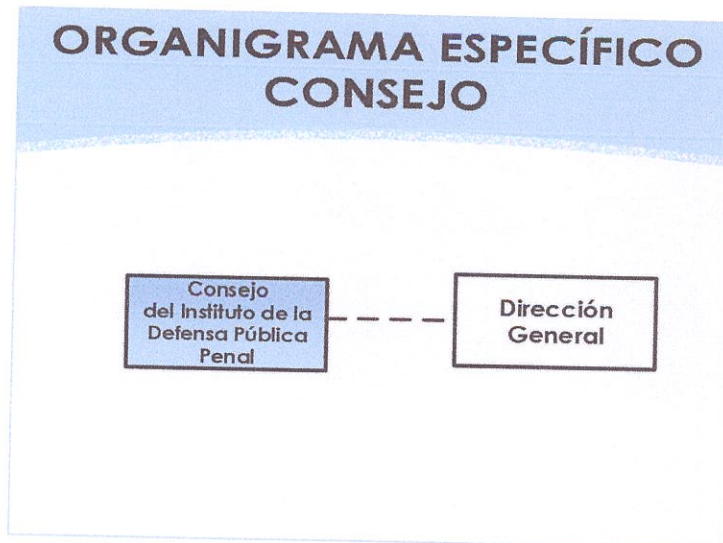 ORGANIGRAMA ESPECÍFICO
CONSEJO
Consejo
del Instituto de la
Defensa Pública
Penal
Dirección
General